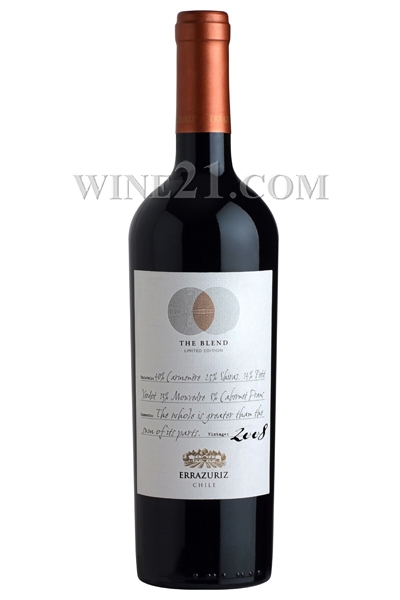 WINE21.COM
THE BLEND
LIMITED EDITION
40% Carmenère 25% Shiraz 14% Petit
Verdot 13% Mourvedre 8% Cabernet Franc
The whole is greater than the
sum of its parts. Vintage: 2008
ERRAZURIZ
CHILE